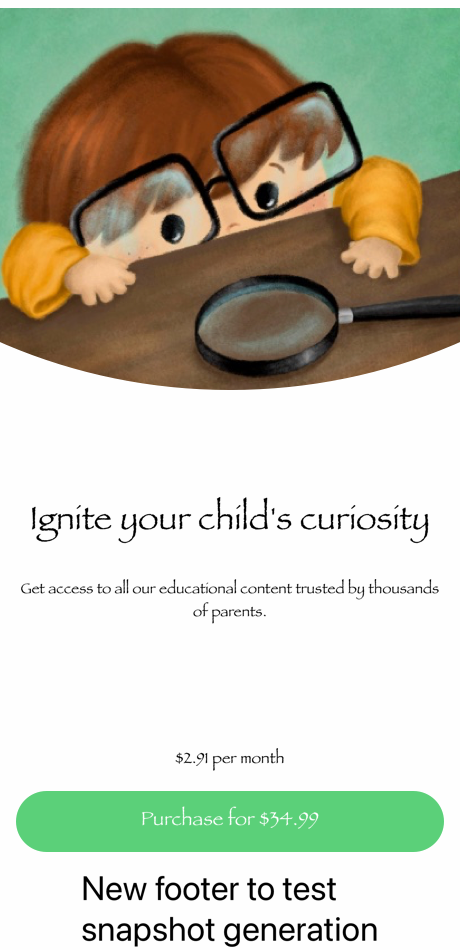 Ignite your child's curiosity
Get access to all our educational content trusted by thousands
of parents.
$2.91 per month
Purchase for $34.99
New footer to test
snapshot generation